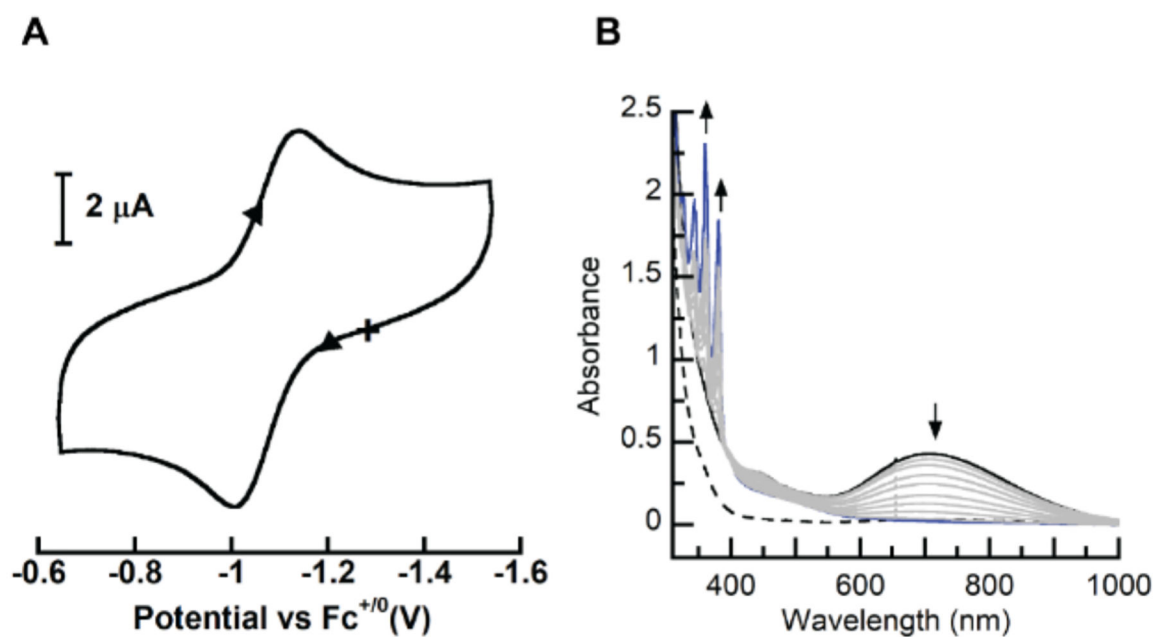 A
2 μA
-0.6 -0.8 -1 -1.2 -1.4 -1.6
Potential vs Fc+/0(V)
B
2.5
2
1.5
1
0.5
0
Absorbance
400 600 800 1000
Wavelength (nm)